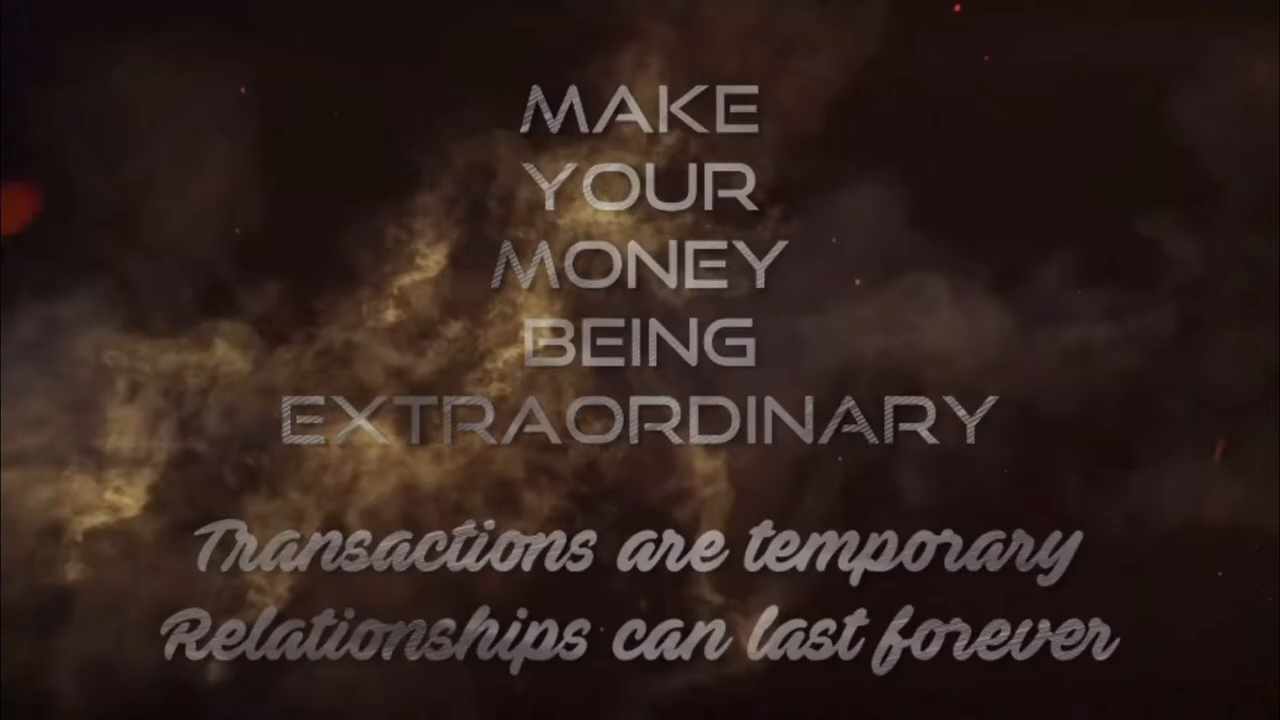 MAKE
YOUR
MONEY
BEING
EXTRAORDINARY
Transactions are temporary
Relationships can last forever